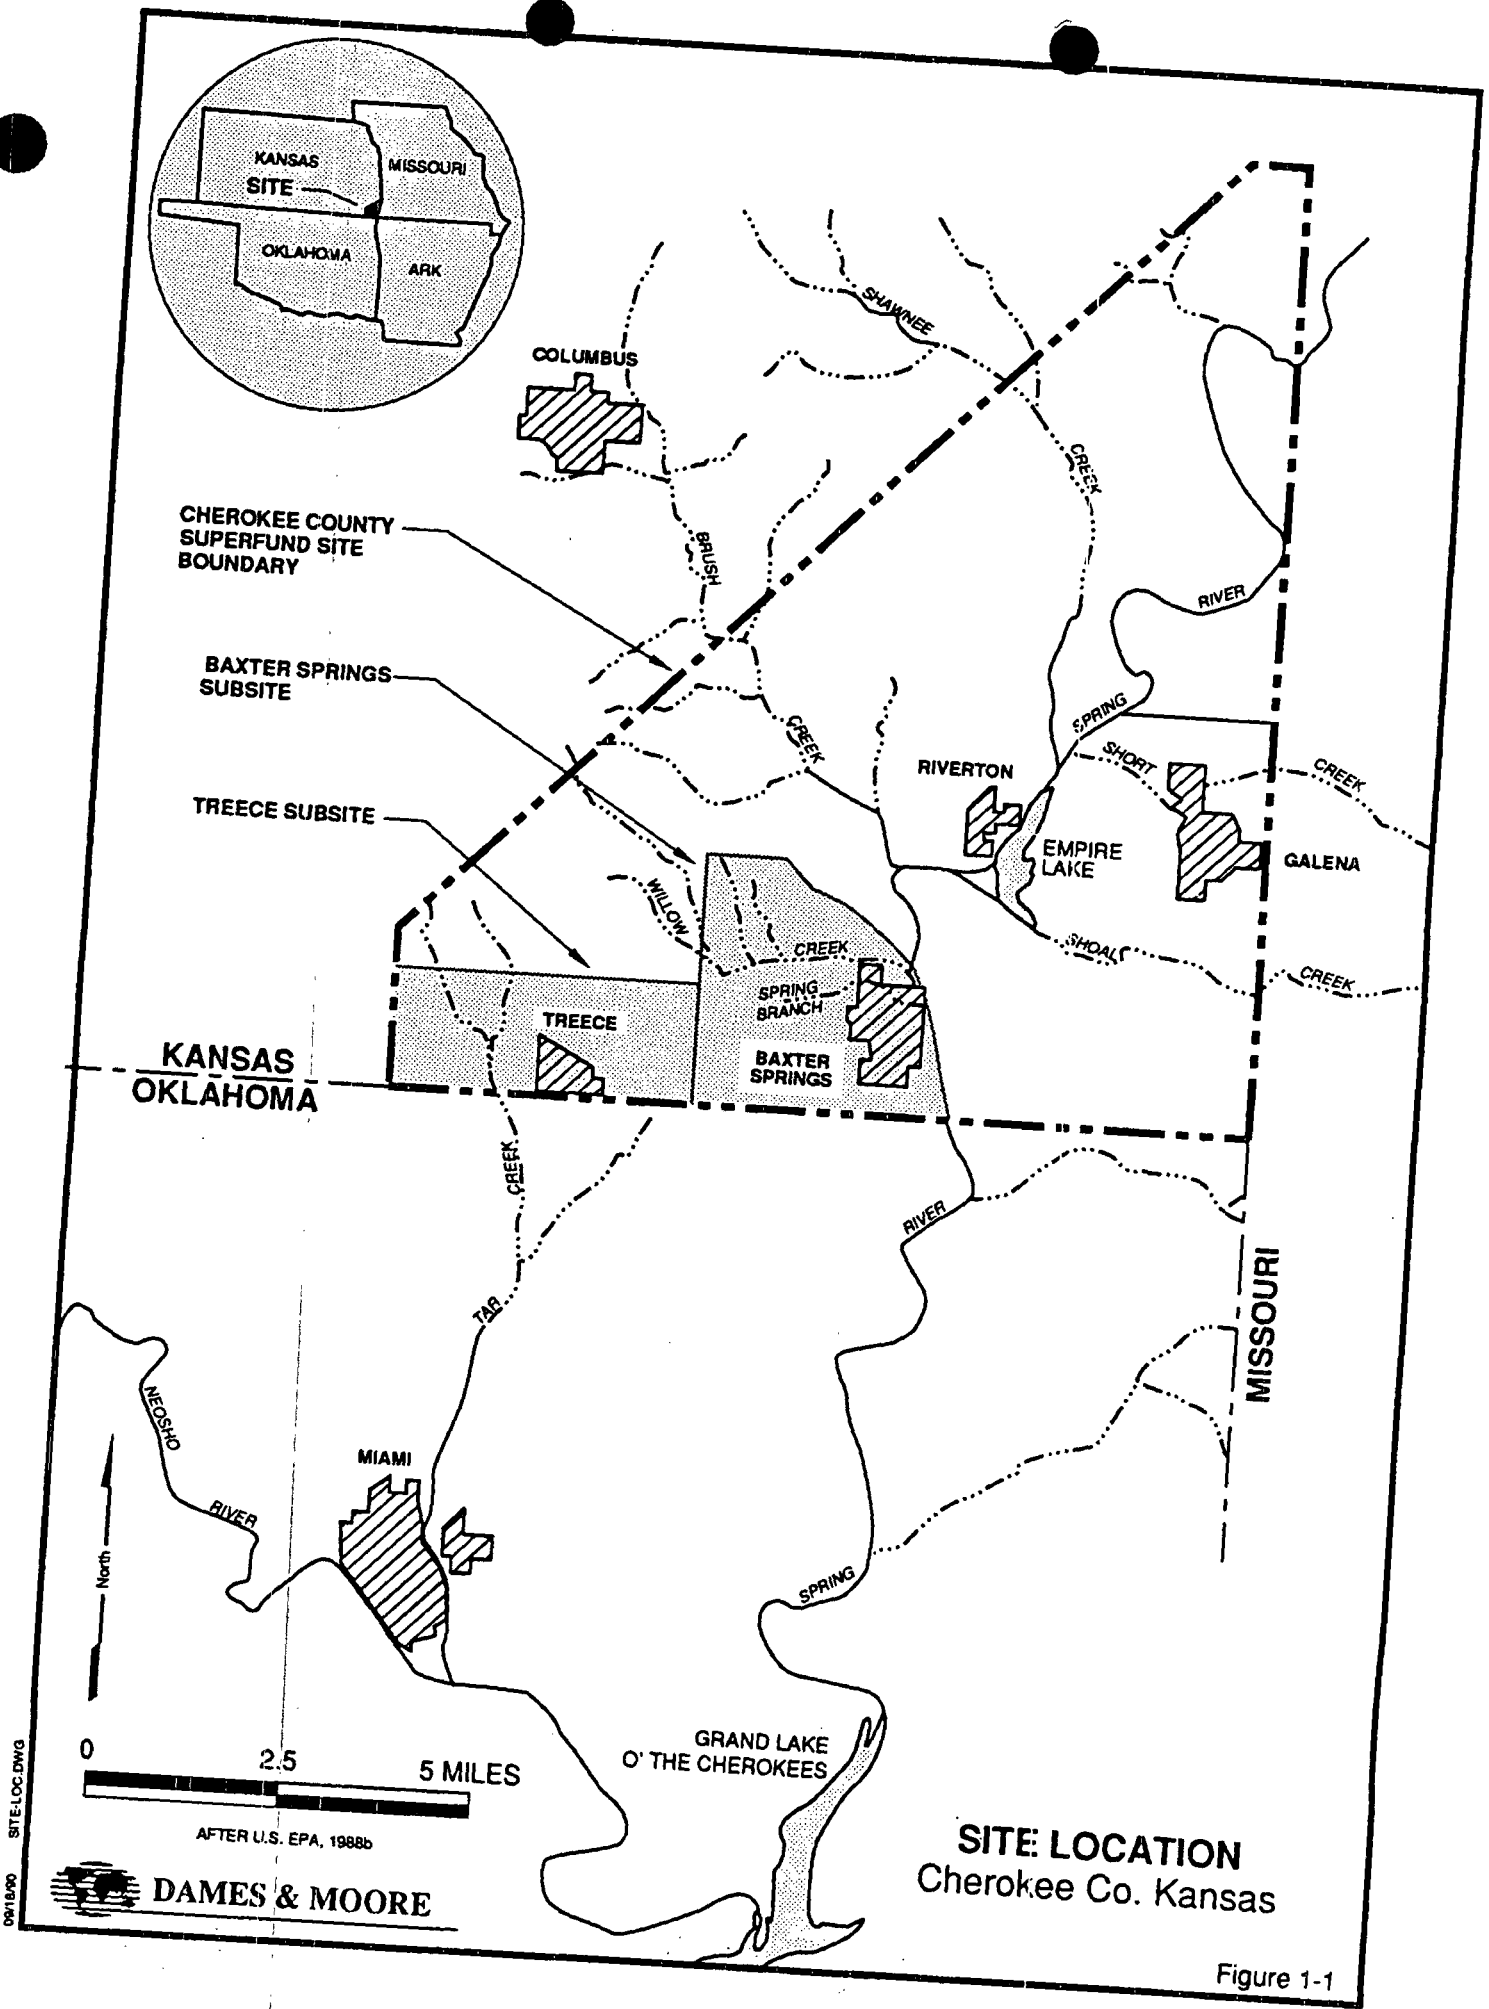 KANSAS
MISSOURI
SITE
OKLAHOMA
ARK
SHAWNEE
COLUMBUS
CREEK
CHEROKEE COUNTY
SUPERFUND SITE
BOUNDARY
BRUSH
RIVER
BAXTER SPRINGS
SUBSITE
SPRING
CREEK
SHORT
CREEK
RIVERTON
TREECE SUBSITE
EMPIRE
LAKE
GALENA
WILLOW
CREEK
SHOAL
CREEK
SPRING
BRANCH
TREECE
BAXTER
SPRINGS
KANSAS
OKLAHOMA
CREEK
RIVER
TAR
MISSOURI
NEOSHO
RIVER
MIAMI
North
SPRING
GRAND LAKE
O' THE CHEROKEES
0 2.5 5 MILES
AFTER U.S. EPA, 1988b
DAMES & MOORE
SITE LOCATION
Cherokee Co. Kansas
Figure 1-1
09/18/90 SITE-LOC.DWG